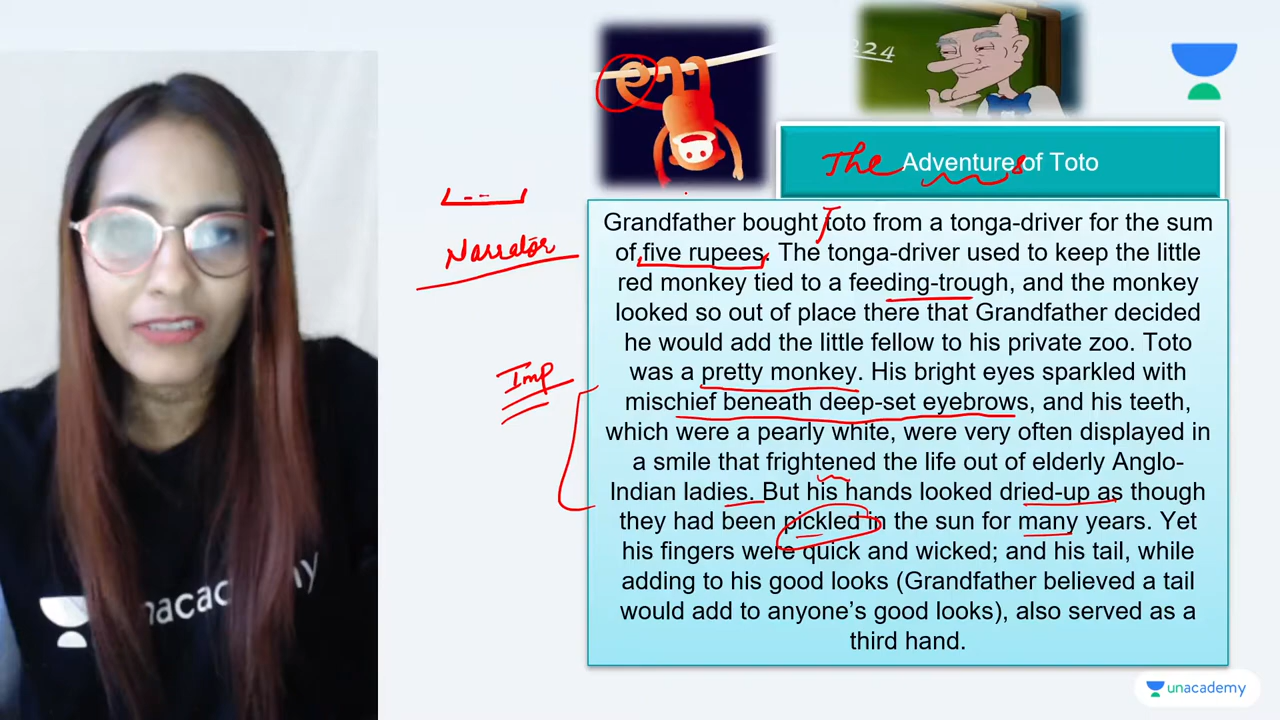 224
The Adventures of Toto
Grandfather bought Toto from a tonga-driver for the sum
of five rupees. The tonga-driver used to keep the little
red monkey tied to a feeding-trough, and the monkey
looked so out of place there that Grandfather decided
he would add the little fellow to his private zoo. Toto
was a pretty monkey. His bright eyes sparkled with
mischief beneath deep-set eyebrows, and his teeth,
which were a pearly white, were very often displayed in
a smile that frightened the life out of elderly Anglo-
Indian ladies. But his hands looked dried-up as though
they had been pickled in the sun for many years. Yet
his fingers were quick and wicked; and his tail, while
adding to his good looks (Grandfather believed a tail
would add to anyone's good looks), also served as a
third hand.
Narrator
Imp
unacademy
unacademy